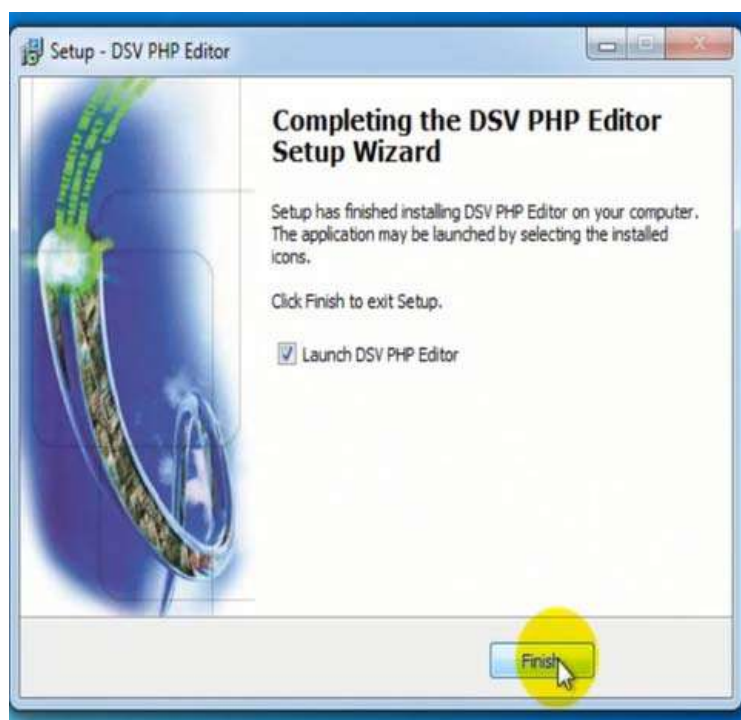 Setup - DSV PHP Editor
Completing the DSV PHP Editor
Setup Wizard
Setup has finished installing DSV PHP Editor on your computer.
The application may be launched by selecting the installed
icons.
Click Finish to exit Setup.
Launch DSV PHP Editor
Finish